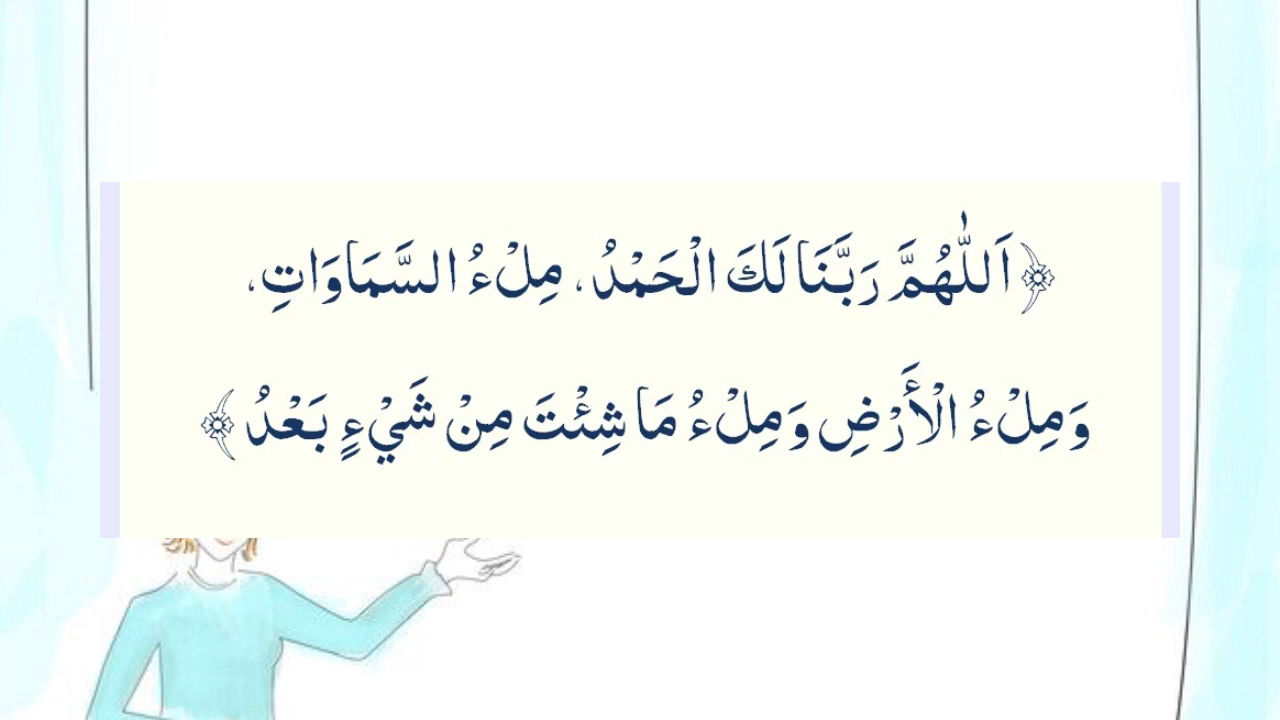 ﴿اَللّٰهُمَّ رَبَّنَا لَكَ الْحَمْدُ، مِلْءُ السَّمَاوَاتِ،
وَمِلْءُ الْأَرْضِ وَمِلْءُ مَا شِئْتَ مِنْ شَيْءٍ بَعْدُ﴾